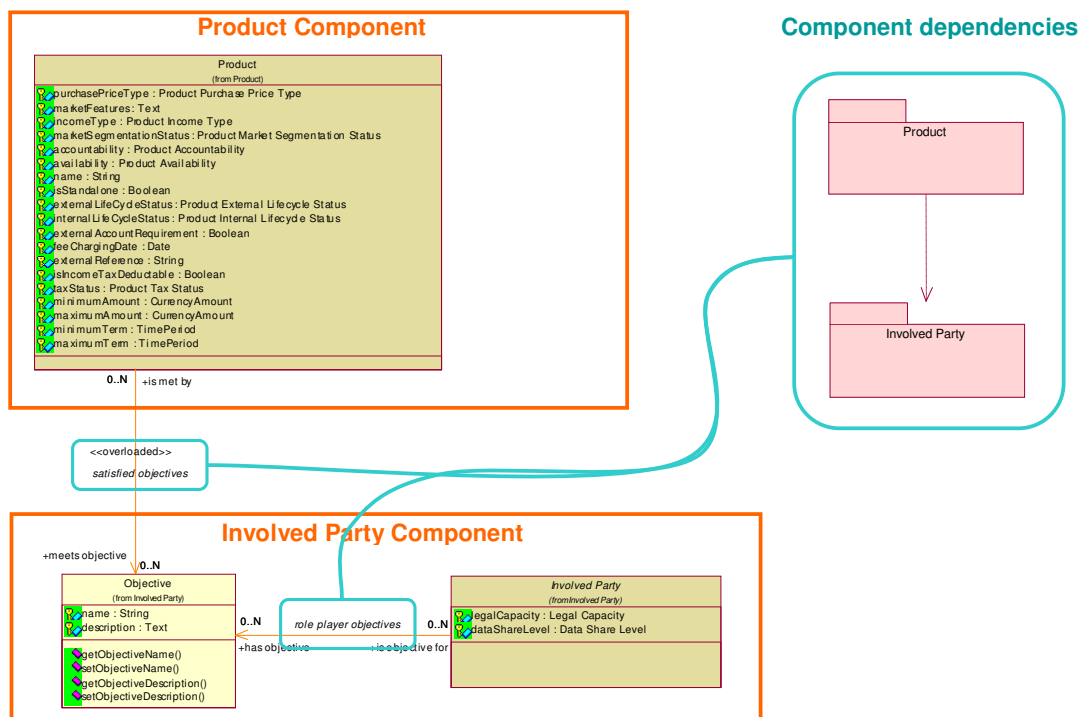 Product Component
Component dependencies
Product
(from Product)
purchasePriceType : Product Purchase Price Type
marketFeatures : Text
incomeType : Product Income Type
marketSegmentationStatus : Product Market Segmentation Status
accountability : Product Accountability
availability : Product Availability
name : String
isStandalone : Boolean
externalLifeCycleStatus : Product External Lifecycle Status
internalLifeCycleStatus : Product Internal Lifecycle Status
externalAccountRequirement : Boolean
feeChargingDate : Date
externalReference : String
isIncomeTaxDeductable : Boolean
taxStatus : Product Tax Status
minimumAmount : CurrencyAmount
maximumAmount : CurrencyAmount
minimumTerm : TimePeriod
maximumTerm : TimePeriod
Product
Involved Party
0..N +is met by
<<overloaded>>
satisfied objectives
Involved Party Component
+meets objective
0..N
Objective
(from Involved Party)
name : String
description : Text
getObjectiveName()
setObjectiveName()
getObjectiveDescription()
setObjectiveDescription()
0..N
+has objective
role player objectives
0..N
+is objective for
Involved Party
(from Involved Party)
legalCapacity : Legal Capacity
dataShareLevel : Data Share Level